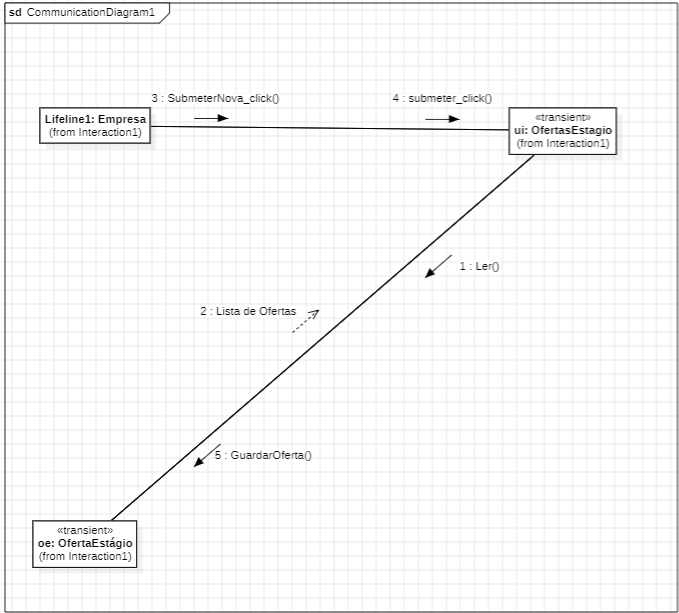 sd CommunicationDiagram1
3 : SubmeterNova_click()
4 : submeter_click()
Lifeline1: Empresa
(from Interaction1)
«transient»
ui: OfertasEstagio
(from Interaction1)
1 : Ler()
2 : Lista de Ofertas
5 : GuardarOferta()
«transient»
oe: OfertaEstágio
(from Interaction1)